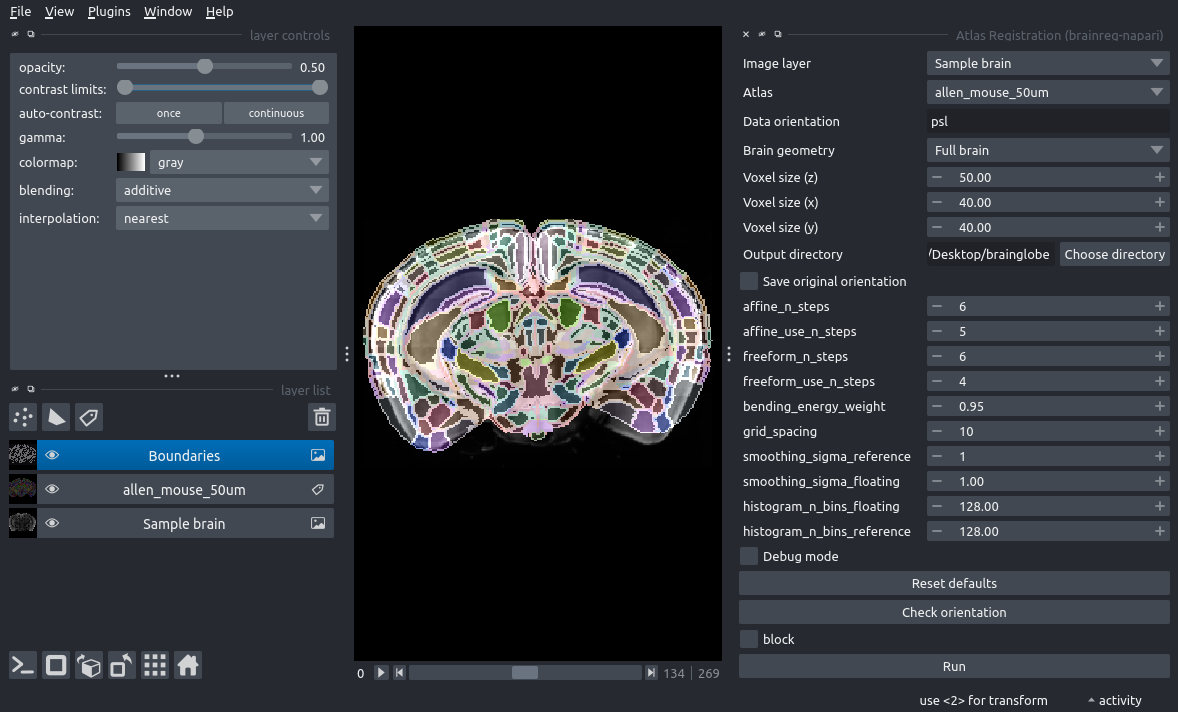 File View Plugins Window Help
layer controls
opacity: 0.50
contrast limits:
auto-contrast: once continuous
gamma: 1.00
colormap: gray
blending: additive
interpolation: nearest
layer list
Boundaries
allen_mouse_50um
Sample brain
0 134 269
Atlas Registration (brainreg-napari)
Image layer Sample brain
Atlas allen_mouse_50um
Data orientation psl
Brain geometry Full brain
Voxel size (z) 50.00
Voxel size (x) 40.00
Voxel size (y) 40.00
Output directory /Desktop/brainglobe Choose directory
Save original orientation
affine_n_steps 6
affine_use_n_steps 5
freeform_n_steps 6
freeform_use_n_steps 4
bending_energy_weight 0.95
grid_spacing 10
smoothing_sigma_reference 1
smoothing_sigma_floating 1.00
histogram_n_bins_floating 128.00
histogram_n_bins_reference 128.00
Debug mode
Reset defaults
Check orientation
block
Run
use <2> for transform activity